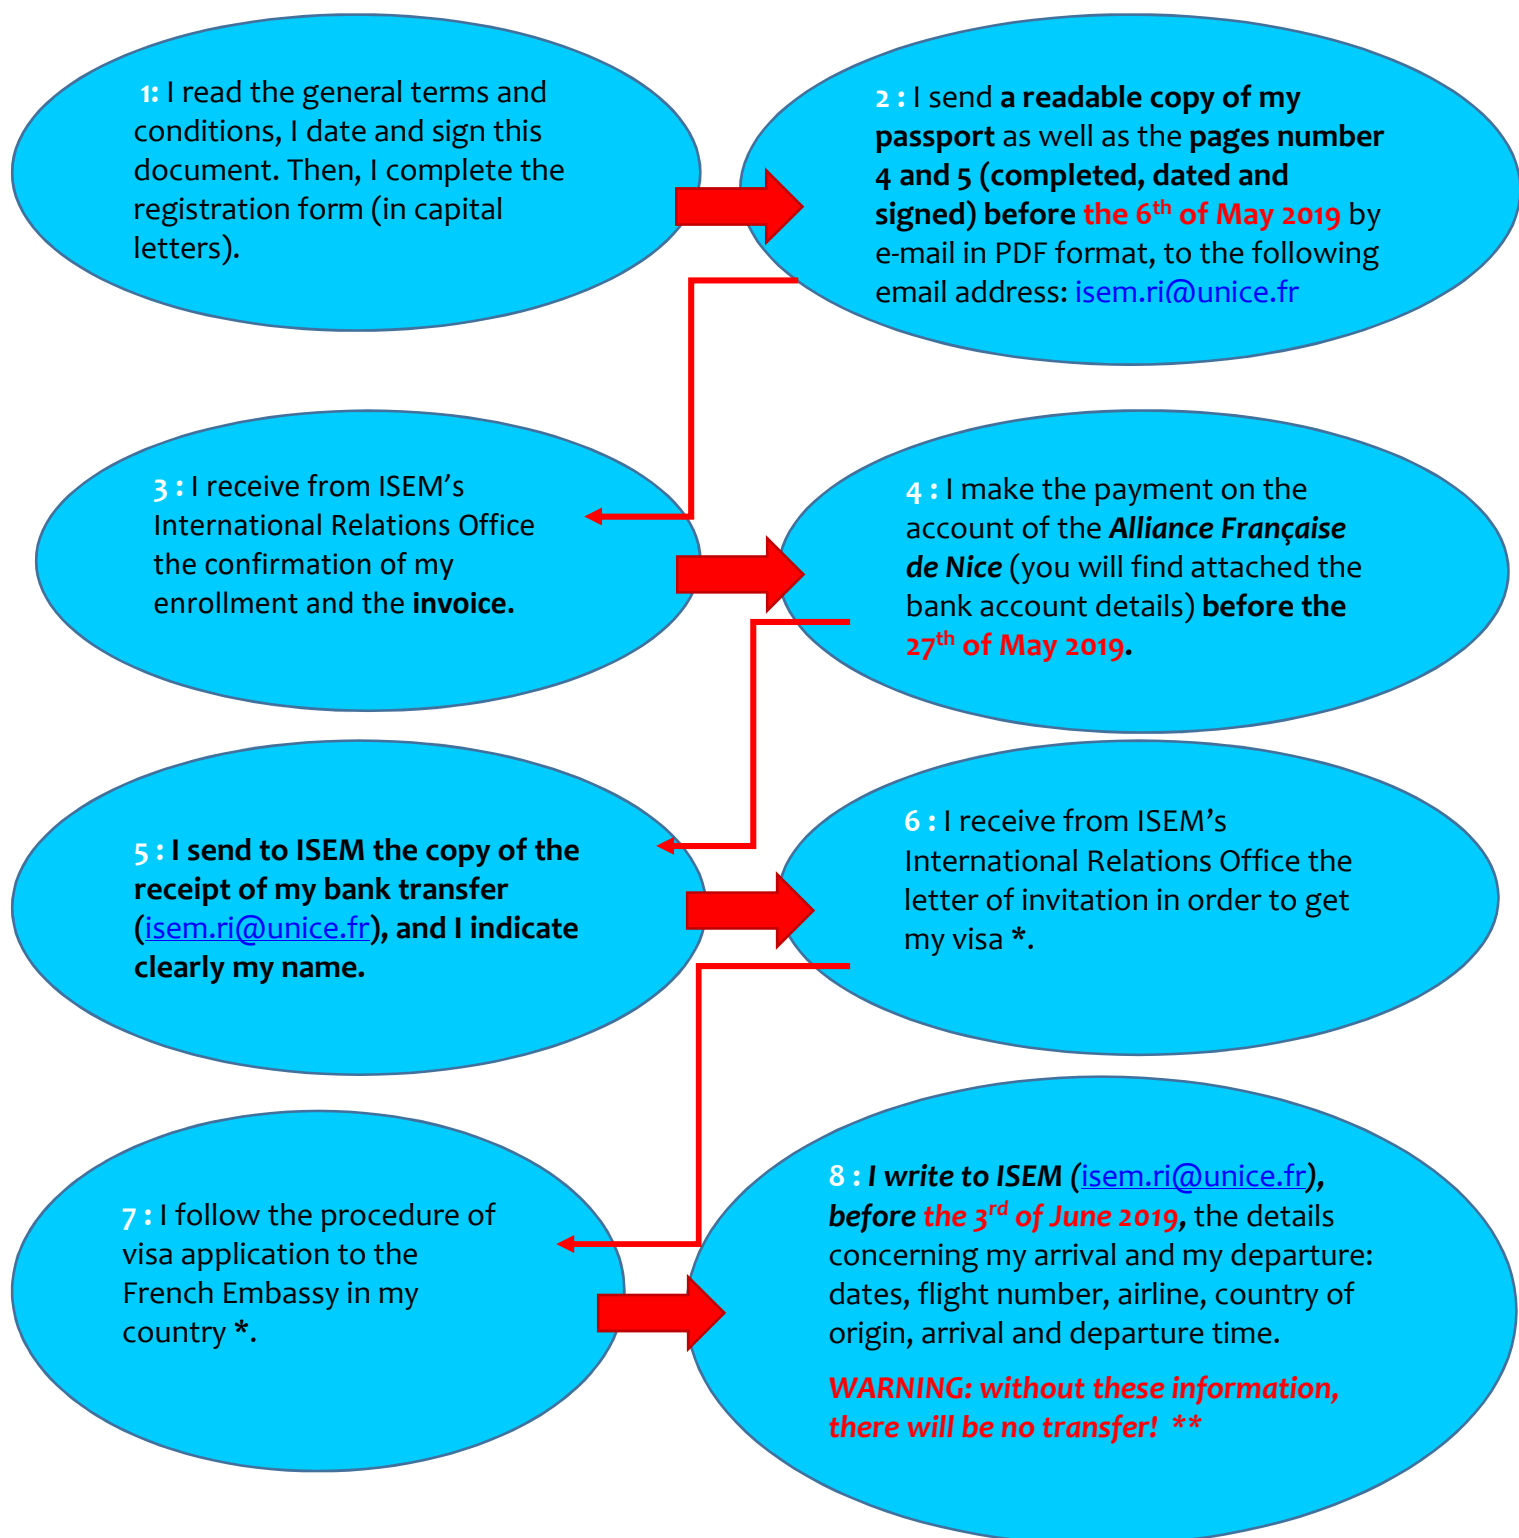 1: I read the general terms and
conditions, I date and sign this
document. Then, I complete the
registration form (in capital
letters).
2 : I send a readable copy of my
passport as well as the pages number
4 and 5 (completed, dated and
signed) before the 6th of May 2019 by
e-mail in PDF format, to the following
email address: isem.ri@unice.fr
3 : I receive from ISEM’s
International Relations Office
the confirmation of my
enrollment and the invoice.
4 : I make the payment on the
account of the Alliance Française
de Nice (you will find attached the
bank account details) before the
27th of May 2019.
5 : I send to ISEM the copy of the
receipt of my bank transfer
(isem.ri@unice.fr), and I indicate
clearly my name.
6 : I receive from ISEM’s
International Relations Office the
letter of invitation in order to get
my visa *.
7 : I follow the procedure of
visa application to the
French Embassy in my
country *.
8 : I write to ISEM (isem.ri@unice.fr),
before the 3rd of June 2019, the details
concerning my arrival and my departure:
dates, flight number, airline, country of
origin, arrival and departure time.
WARNING: without these information,
there will be no transfer! **